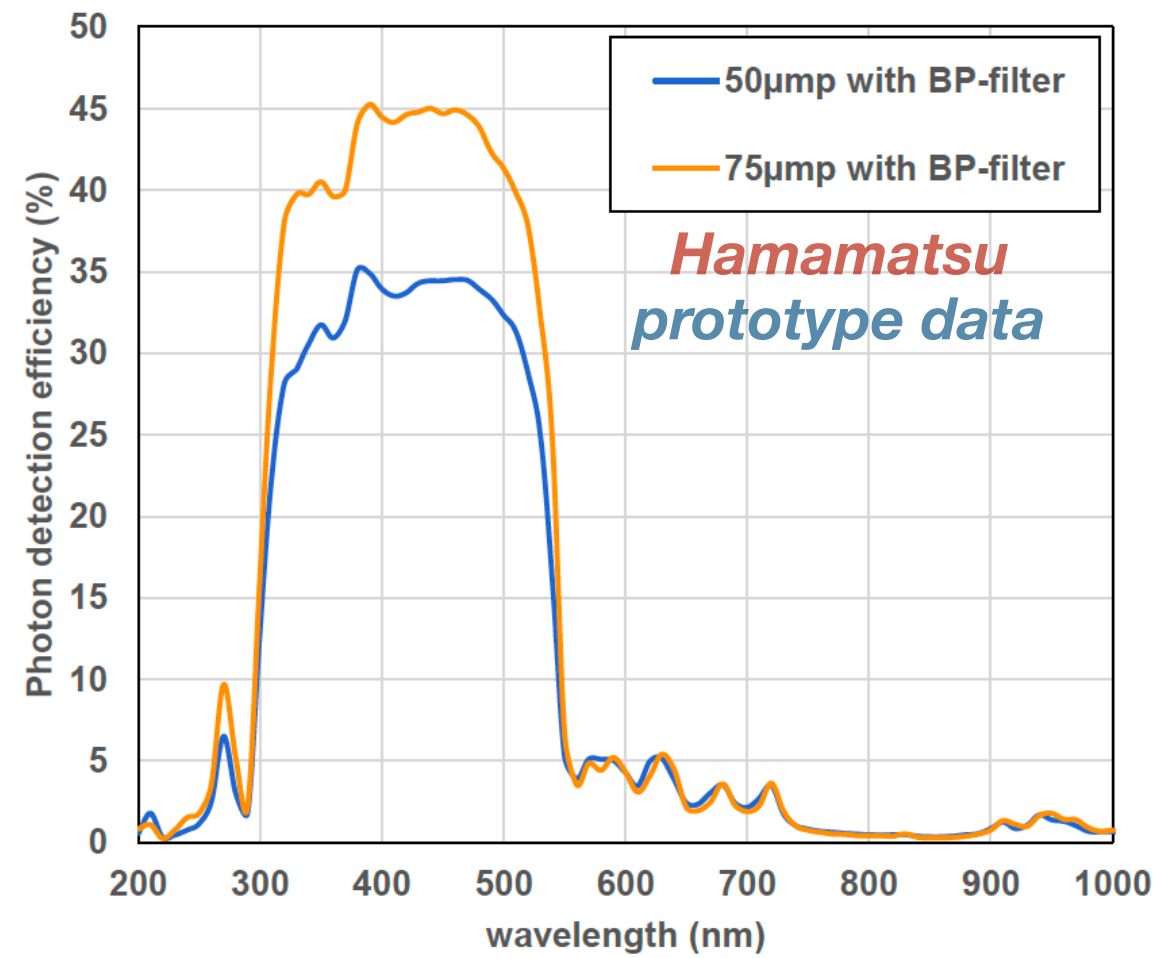 50
45
40
35
30
25
20
15
10
5
0
Photon detection efficiency (%)
50µmp with BP-filter
75µmp with BP-filter
Hamamatsu
prototype data
200 300 400 500 600 700 800 900 1000
wavelength (nm)